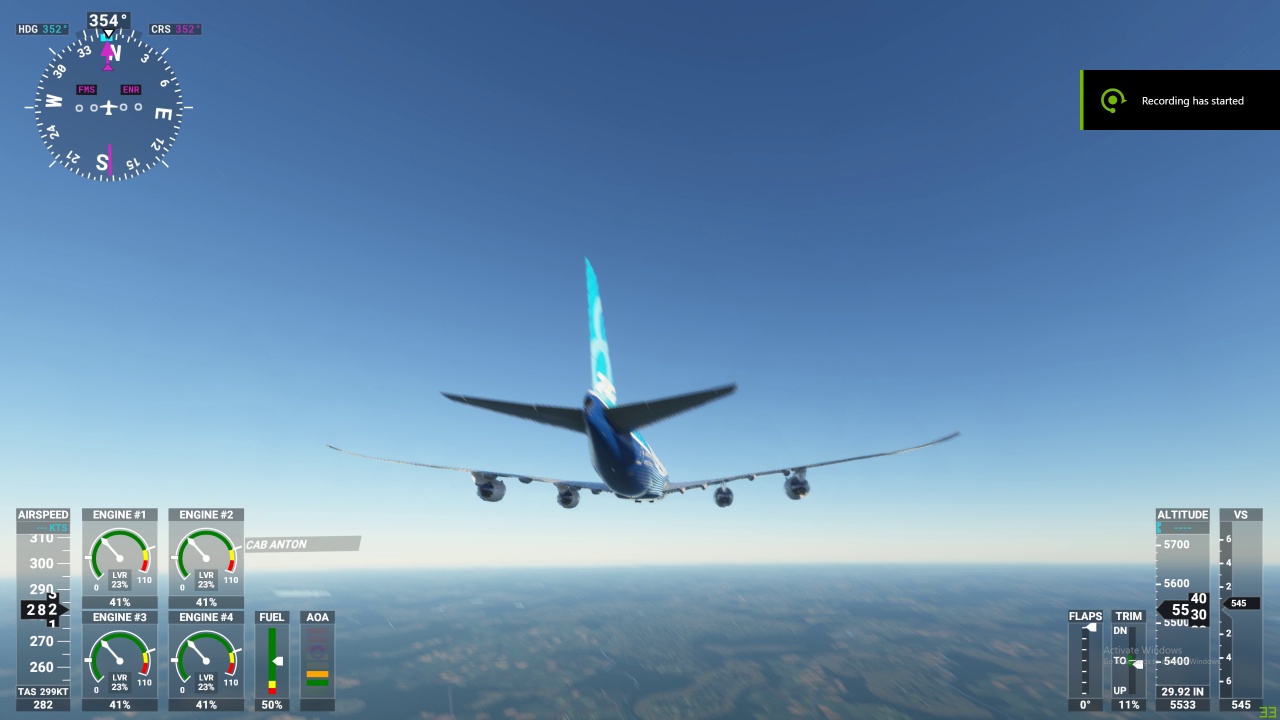 HDG 352°
354°
CRS 352°
N
33
3
30
6
FMS
ENR
W
E
24
12
21
15
S
Recording has started
AIRSPEED
--- KTS
310
300
290
282
270
260
TAS 299KT
282
ENGINE #1
LVR
23%
0
110
41%
ENGINE #2
LVR
23%
0
110
41%
CAB ANTON
ENGINE #3
LVR
23%
0
110
41%
ENGINE #4
LVR
23%
0
110
41%
FUEL
50%
AOA
FLAPS
0°
TRIM
DN
TO
UP
11%
ALTITUDE
----
5700
5600
55
40
30
5500
5400
29.92 IN
5533
VS
6
4
2
545
2
4
6
545
Activate Windows
33